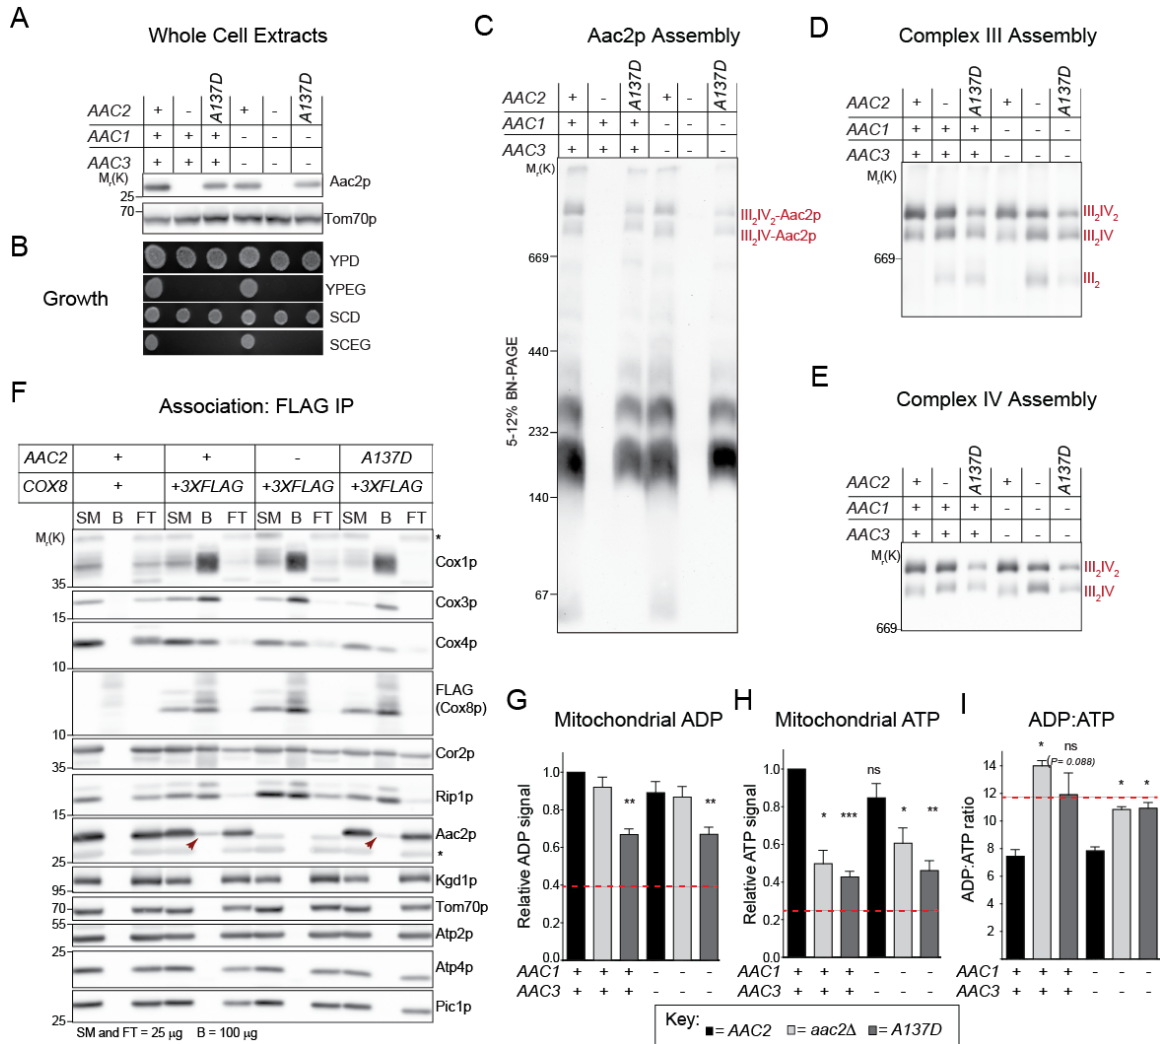 A
Whole Cell Extracts
AAC2 + - A137D + - A137D
AAC1 + + + - - -
AAC3 + + + - - -
Mr(K)
Aac2p
25
70
Tom70p
B
Growth
YPD
YPEG
SCD
SCEG
C
Aac2p Assembly
AAC2 + - A137D + - A137D
AAC1 + + + - - -
AAC3 + + + - - -
Mr(K)
III2IV2-Aac2p
III2IV-Aac2p
669
440
232
140
67
5-12% BN-PAGE
D
Complex III Assembly
AAC2 + - A137D + - A137D
AAC1 + + + - - -
AAC3 + + + - - -
Mr(K)
III2IV2
III2IV
669
III2
E
Complex IV Assembly
AAC2 + - A137D + - A137D
AAC1 + + + - - -
AAC3 + + + - - -
Mr(K)
III2IV2
III2IV
669
F
Association: FLAG IP
AAC2 + + - A137D
COX8 + +3XFLAG +3XFLAG +3XFLAG
SM B FT SM B FT SM B FT SM B FT
Mr(K)
*
Cox1p
35
Cox3p
15
Cox4p
10
FLAG
(Cox8p)
10
Cor2p
35
Rip1p
25
Aac2p
*
25
Kgd1p
95
70 Tom70p
55
Atp2p
25
Atp4p
Pic1p
25
SM and FT = 25 µg B = 100 µg
G
Mitochondrial ADP
Relative ADP signal
1.0
0.8
0.6
0.4
0.2
0.0
** **
AAC1 + + + - - -
AAC3 + + + - - -
H
Mitochondrial ATP
Relative ATP signal
1.0
0.8
0.6
0.4
0.2
0.0
* *** ns * **
+ + + - - -
+ + + - - -
I
ADP:ATP
ADP:ATP ratio
14
12
10
8
6
4
2
* ns (P= 0.088) * *
AAC1 + + + - - -
AAC3 + + + - - -
Key: = AAC2 = aac2Δ = A137D